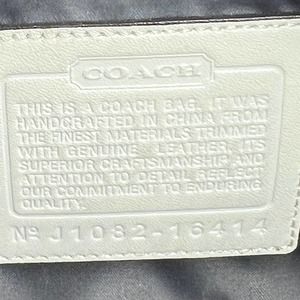 COACH
THIS IS A COACH BAG. IT WAS
HANDCRAFTED IN CHINA FROM
THE FINEST MATERIALS TRIMMED
WITH GENUINE LEATHER, IT'S
SUPERIOR CRAFTSMANSHIP AND
ATTENTION TO DETAIL REFLECT
OUR COMMITMENT TO ENDURING
QUALITY.
Nº J1082-16414